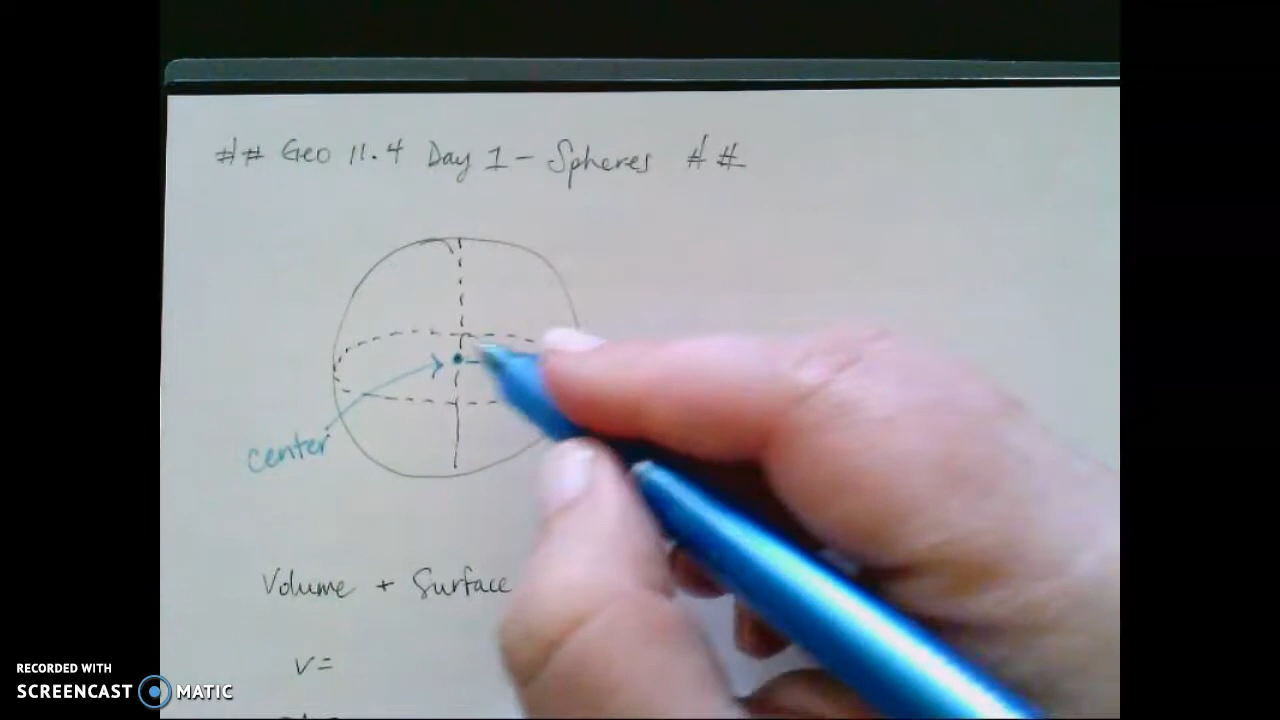 ## Geo 11.4 Day 1 - Spheres ##
center
Volume + Surface
V=
RECORDED WITH
SCREENCAST MATIC